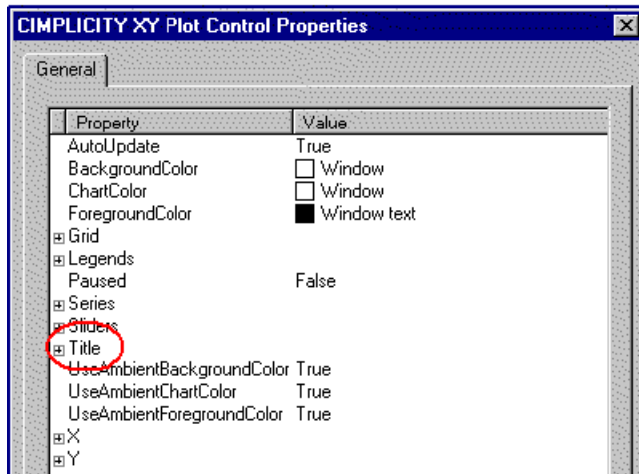 CIMPLICITY XY Plot Control Properties
General
Property Value
AutoUpdate True
BackgroundColor Window
ChartColor Window
ForegroundColor Window text
Grid
Legends
Paused False
Series
Sliders
Title
UseAmbientBackgroundColor True
UseAmbientChartColor True
UseAmbientForegroundColor True
X
Y